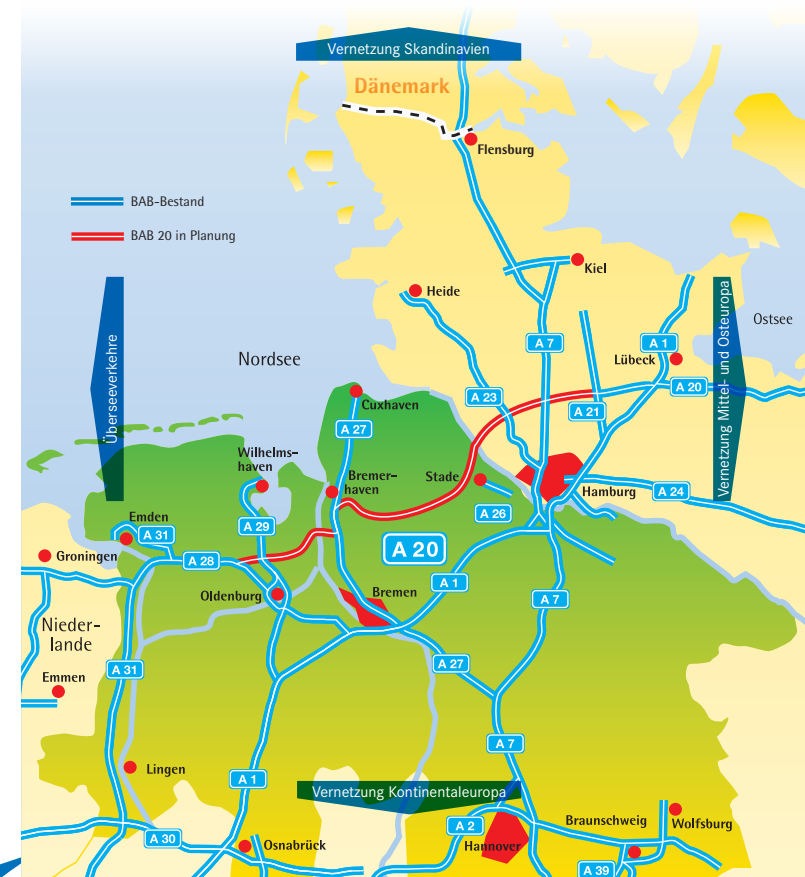 Vernetzung Skandinavien
Dänemark
Flensburg
BAB-Bestand
BAB 20 in Planung
Kiel
Heide
Überseeverkehre
Vernetzung Mittel- und Osteuropa
Ostsee
Nordsee
A 7
A 1
Lübeck
A 20
A 23
A 21
Cuxhaven
A 27
Wilhelms-
haven
Bremer-
haven
Stade
Hamburg
A 24
A 26
Emden
A 31
A 29
Groningen
A 28
A 20
Oldenburg
Bremen
A 1
A 7
Nieder-
lande
A 27
Emmen
A 31
A 7
Lingen
A 1
Vernetzung Kontinentaleuropa
A 30
Osnabrück
A 2
Hannover
Braunschweig
Wolfsburg
A 39